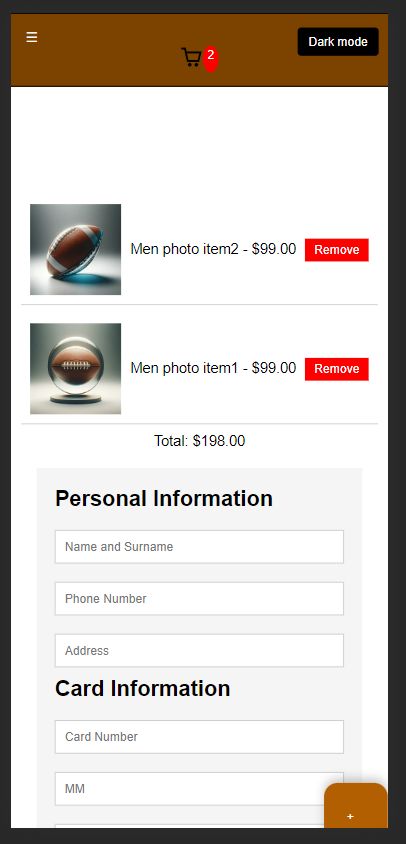 ☰
Dark mode
2
Men photo item2 - $99.00 Remove
Men photo item1 - $99.00 Remove
Total: $198.00
Personal Information
Name and Surname
Phone Number
Address
Card Information
Card Number
MM
+